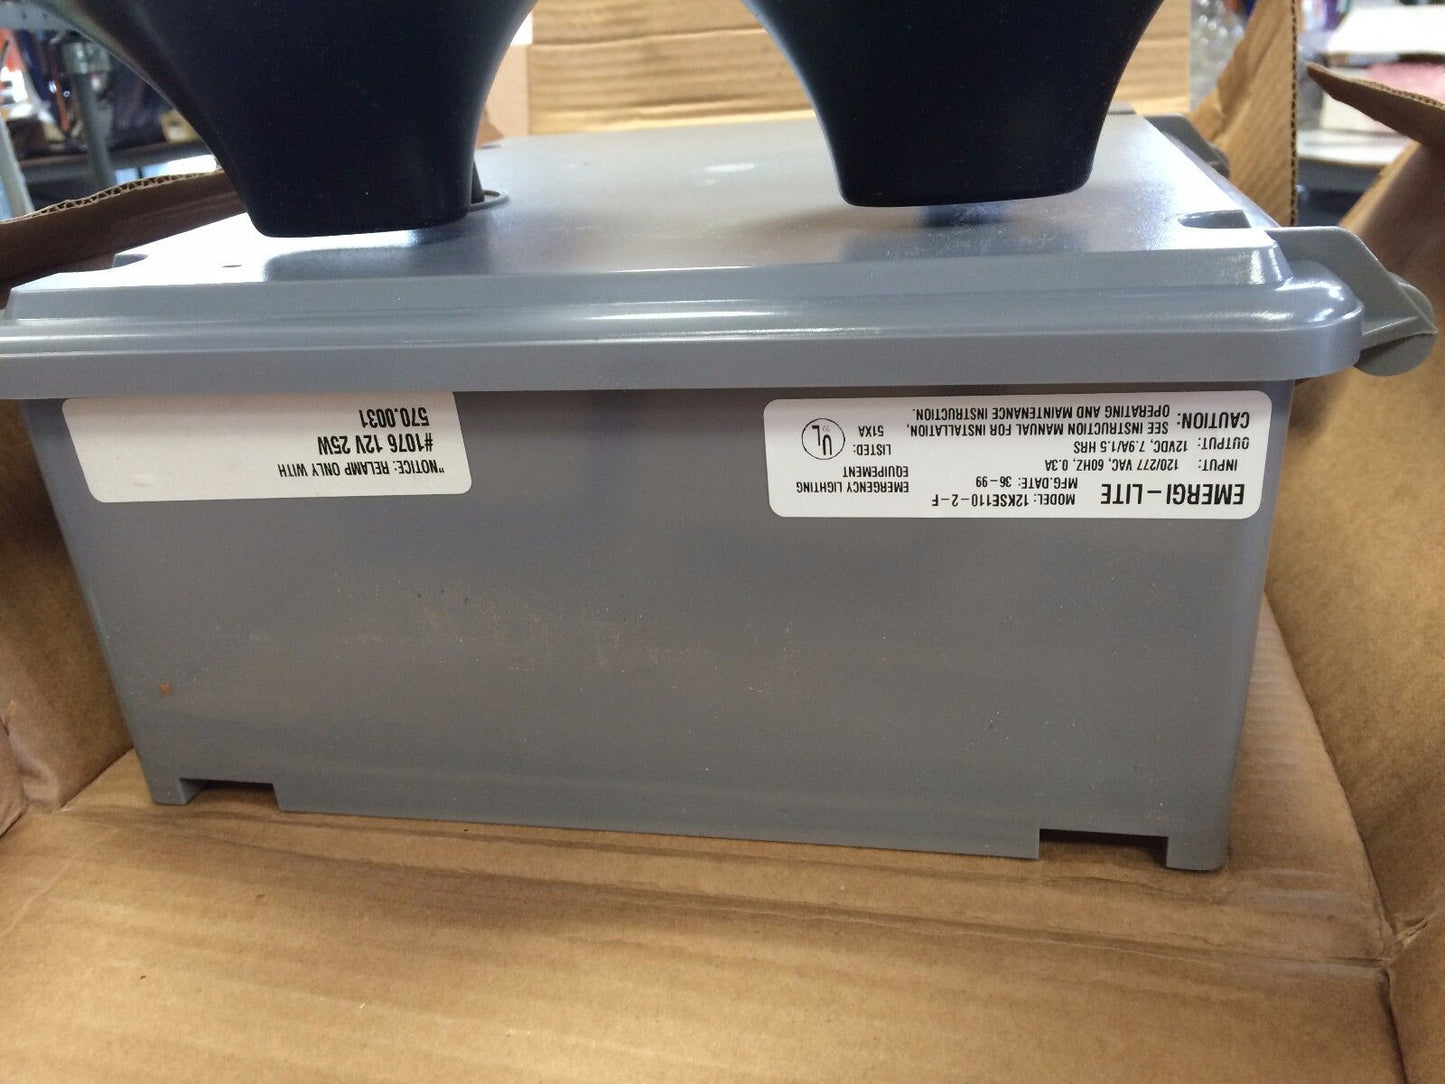 EMERGI-LITE
MODEL: 12KSE110-2-F
MFG.DATE: 36-99
EMERGENCY LIGHTING
EQUIPEMENT
INPUT: 120/277 VAC, 60HZ, 0.3A
OUTPUT: 12VDC, 7.9A/1.5 HRS
LISTED: 51XA
UL
CAUTION: SEE INSTRUCTION MANUAL FOR INSTALLATION,
OPERATING AND MAINTENANCE INSTRUCTION.
"NOTICE: RELAMP ONLY WITH
#1076 12V 25W
570.0031